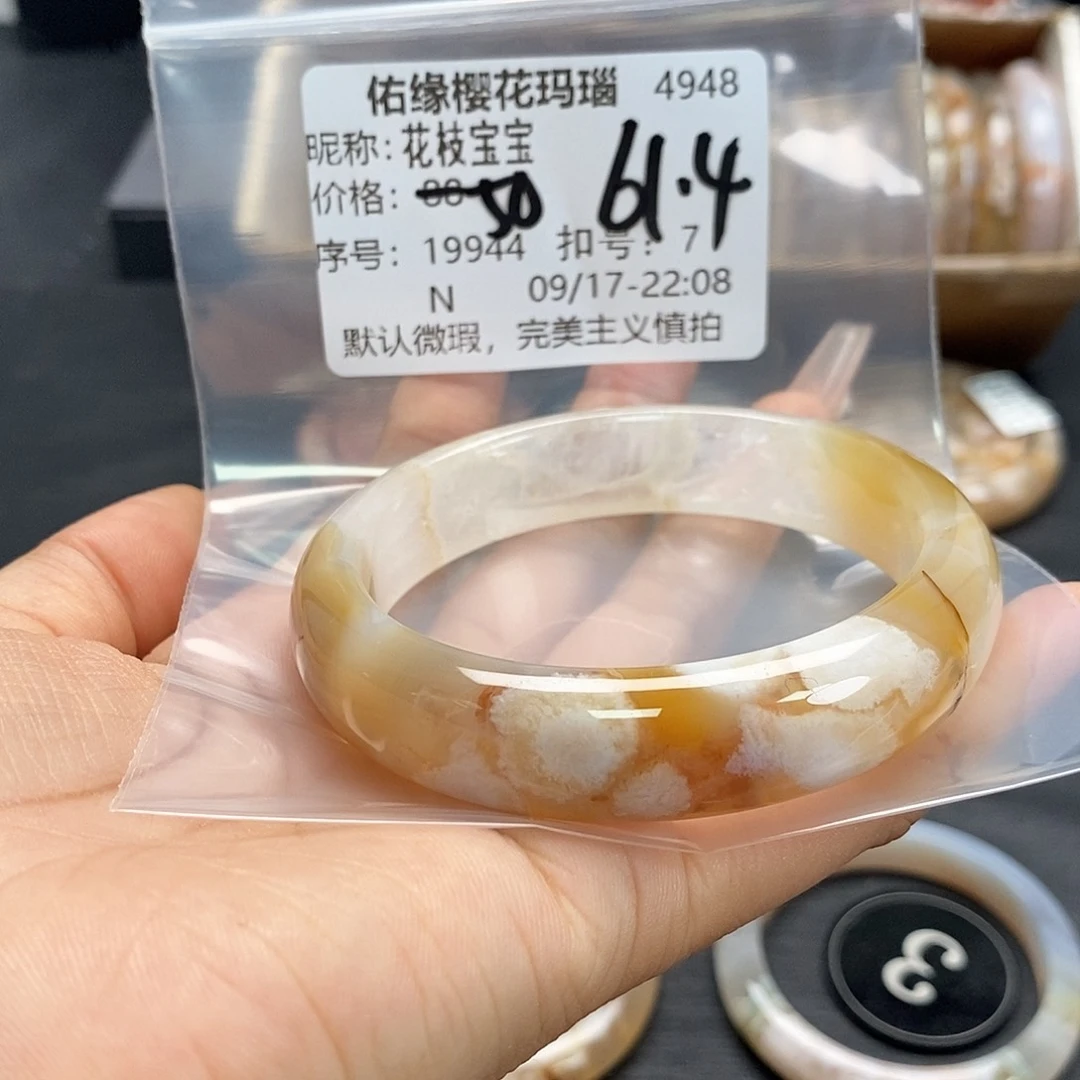 佑缘樱花玛瑙 4948
昵称:花枝宝宝 61.4
价格: 88 50
序号: 19944 扣号: 7
N 09/17-22:08
默认微瑕，完美主义慎拍
3